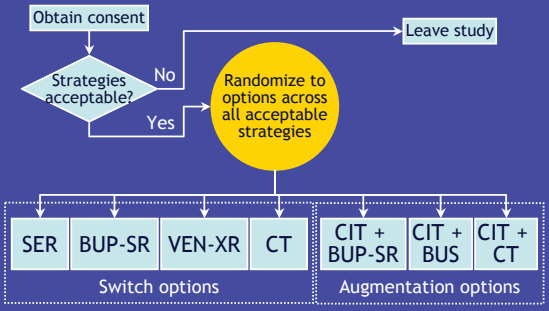 Obtain consent
Leave study
Strategies
acceptable?
No
Yes
Randomize to
options across
all acceptable
strategies
SER
BUP-SR
VEN-XR
CT
CIT +
BUP-SR
CIT +
BUS
CIT +
CT
Switch options
Augmentation options